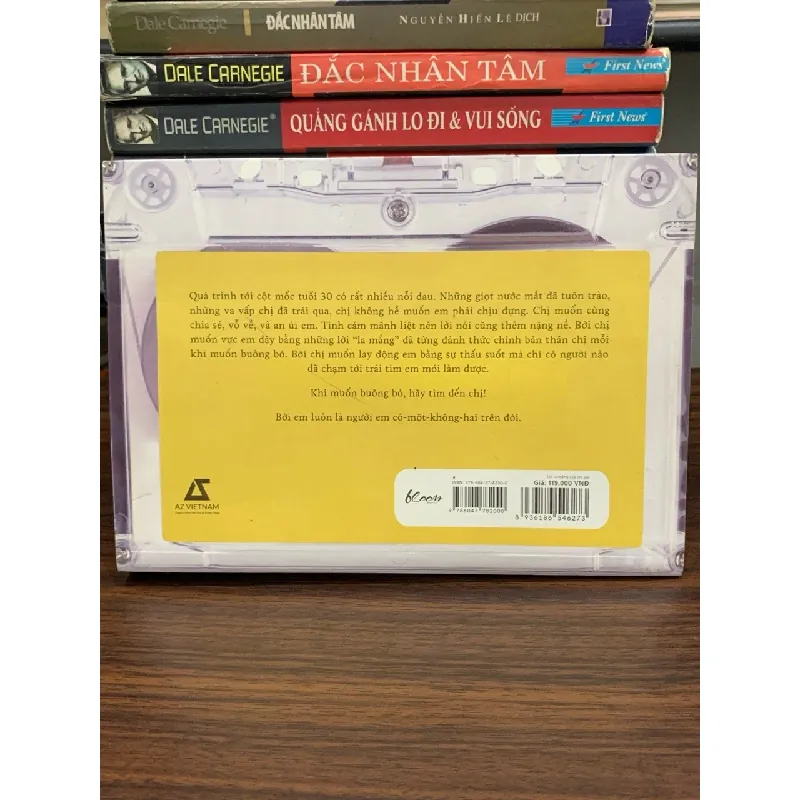 Dale Carnegie ĐẮC NHÂN TÂM NGUYỄN HIẾN LÊ DỊCH
DALE CARNEGIE ĐẮC NHÂN TÂM First News
DALE CARNEGIE® QUẲNG GÁNH LO ĐI & VUI SỐNG First News
Quá trình tới cột mốc tuổi 30 có rất nhiều nỗi đau. Những giọt nước mắt đã tuôn trào,
những va vấp chị đã trải qua, chị không hề muốn em phải chịu đựng. Chị muốn cùng
chia sẻ, vỗ về, và an ủi em. Tình cảm mãnh liệt nên lời nói cũng thêm nặng nề. Bởi chị
muốn vực em dậy bằng những lời "la mắng" đã từng đánh thức chính bản thân chị mỗi
khi muốn buông bỏ. Bởi chị muốn lay động em bằng sự thấu suốt mà chỉ có người nào
đã chạm tới trái tim em mới làm được.
Khi muốn buông bỏ, hãy tìm đến chị!
Bởi em luôn là người em có-một-không-hai trên đời.
AZ VIETNAM
bloom
Giá: 119.000 VNĐ
8 936186 546273